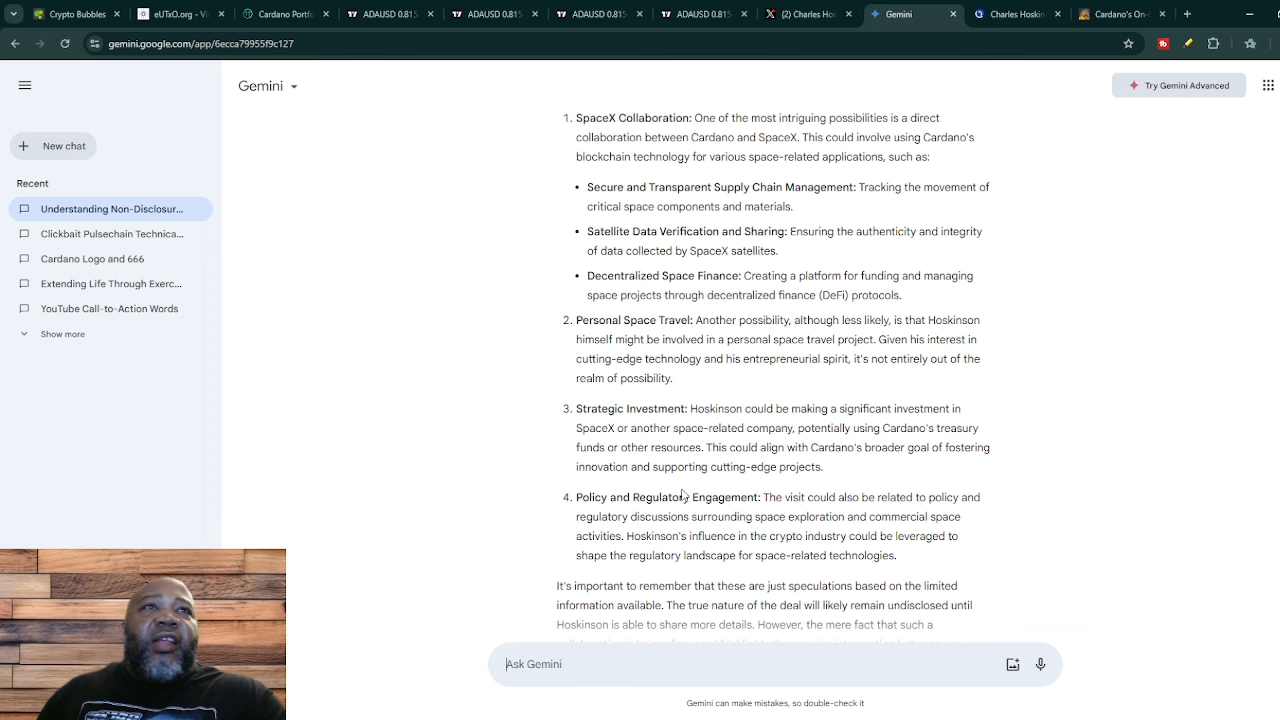 Crypto Bubbles
eUTxO.org - Vi
Cardano Portfo
ADAUSD 0.815
ADAUSD 0.815
ADAUSD 0.815
ADAUSD 0.815
(2) Charles Hos
Gemini
Charles Hoskin
Cardano's On-
gemini.google.com/app/6ecca79955f9c127
Gemini
Try Gemini Advanced
New chat
Recent
Understanding Non-Disclosur...
Clickbait Pulsechain Technica...
Cardano Logo and 666
Extending Life Through Exerc...
YouTube Call-to-Action Words
Show more
1. SpaceX Collaboration: One of the most intriguing possibilities is a direct
collaboration between Cardano and SpaceX. This could involve using Cardano's
blockchain technology for various space-related applications, such as:
• Secure and Transparent Supply Chain Management: Tracking the movement of
critical space components and materials.
• Satellite Data Verification and Sharing: Ensuring the authenticity and integrity
of data collected by SpaceX satellites.
• Decentralized Space Finance: Creating a platform for funding and managing
space projects through decentralized finance (DeFi) protocols.
2. Personal Space Travel: Another possibility, although less likely, is that Hoskinson
himself might be involved in a personal space travel project. Given his interest in
cutting-edge technology and his entrepreneurial spirit, it's not entirely out of the
realm of possibility.
3. Strategic Investment: Hoskinson could be making a significant investment in
SpaceX or another space-related company, potentially using Cardano's treasury
funds or other resources. This could align with Cardano's broader goal of fostering
innovation and supporting cutting-edge projects.
4. Policy and Regulatory Engagement: The visit could also be related to policy and
regulatory discussions surrounding space exploration and commercial space
activities. Hoskinson's influence in the crypto industry could be leveraged to
shape the regulatory landscape for space-related technologies.
It's important to remember that these are just speculations based on the limited
information available. The true nature of the deal will likely remain undisclosed until
Hoskinson is able to share more details. However, the mere fact that such a
Ask Gemini
Gemini can make mistakes, so double-check it